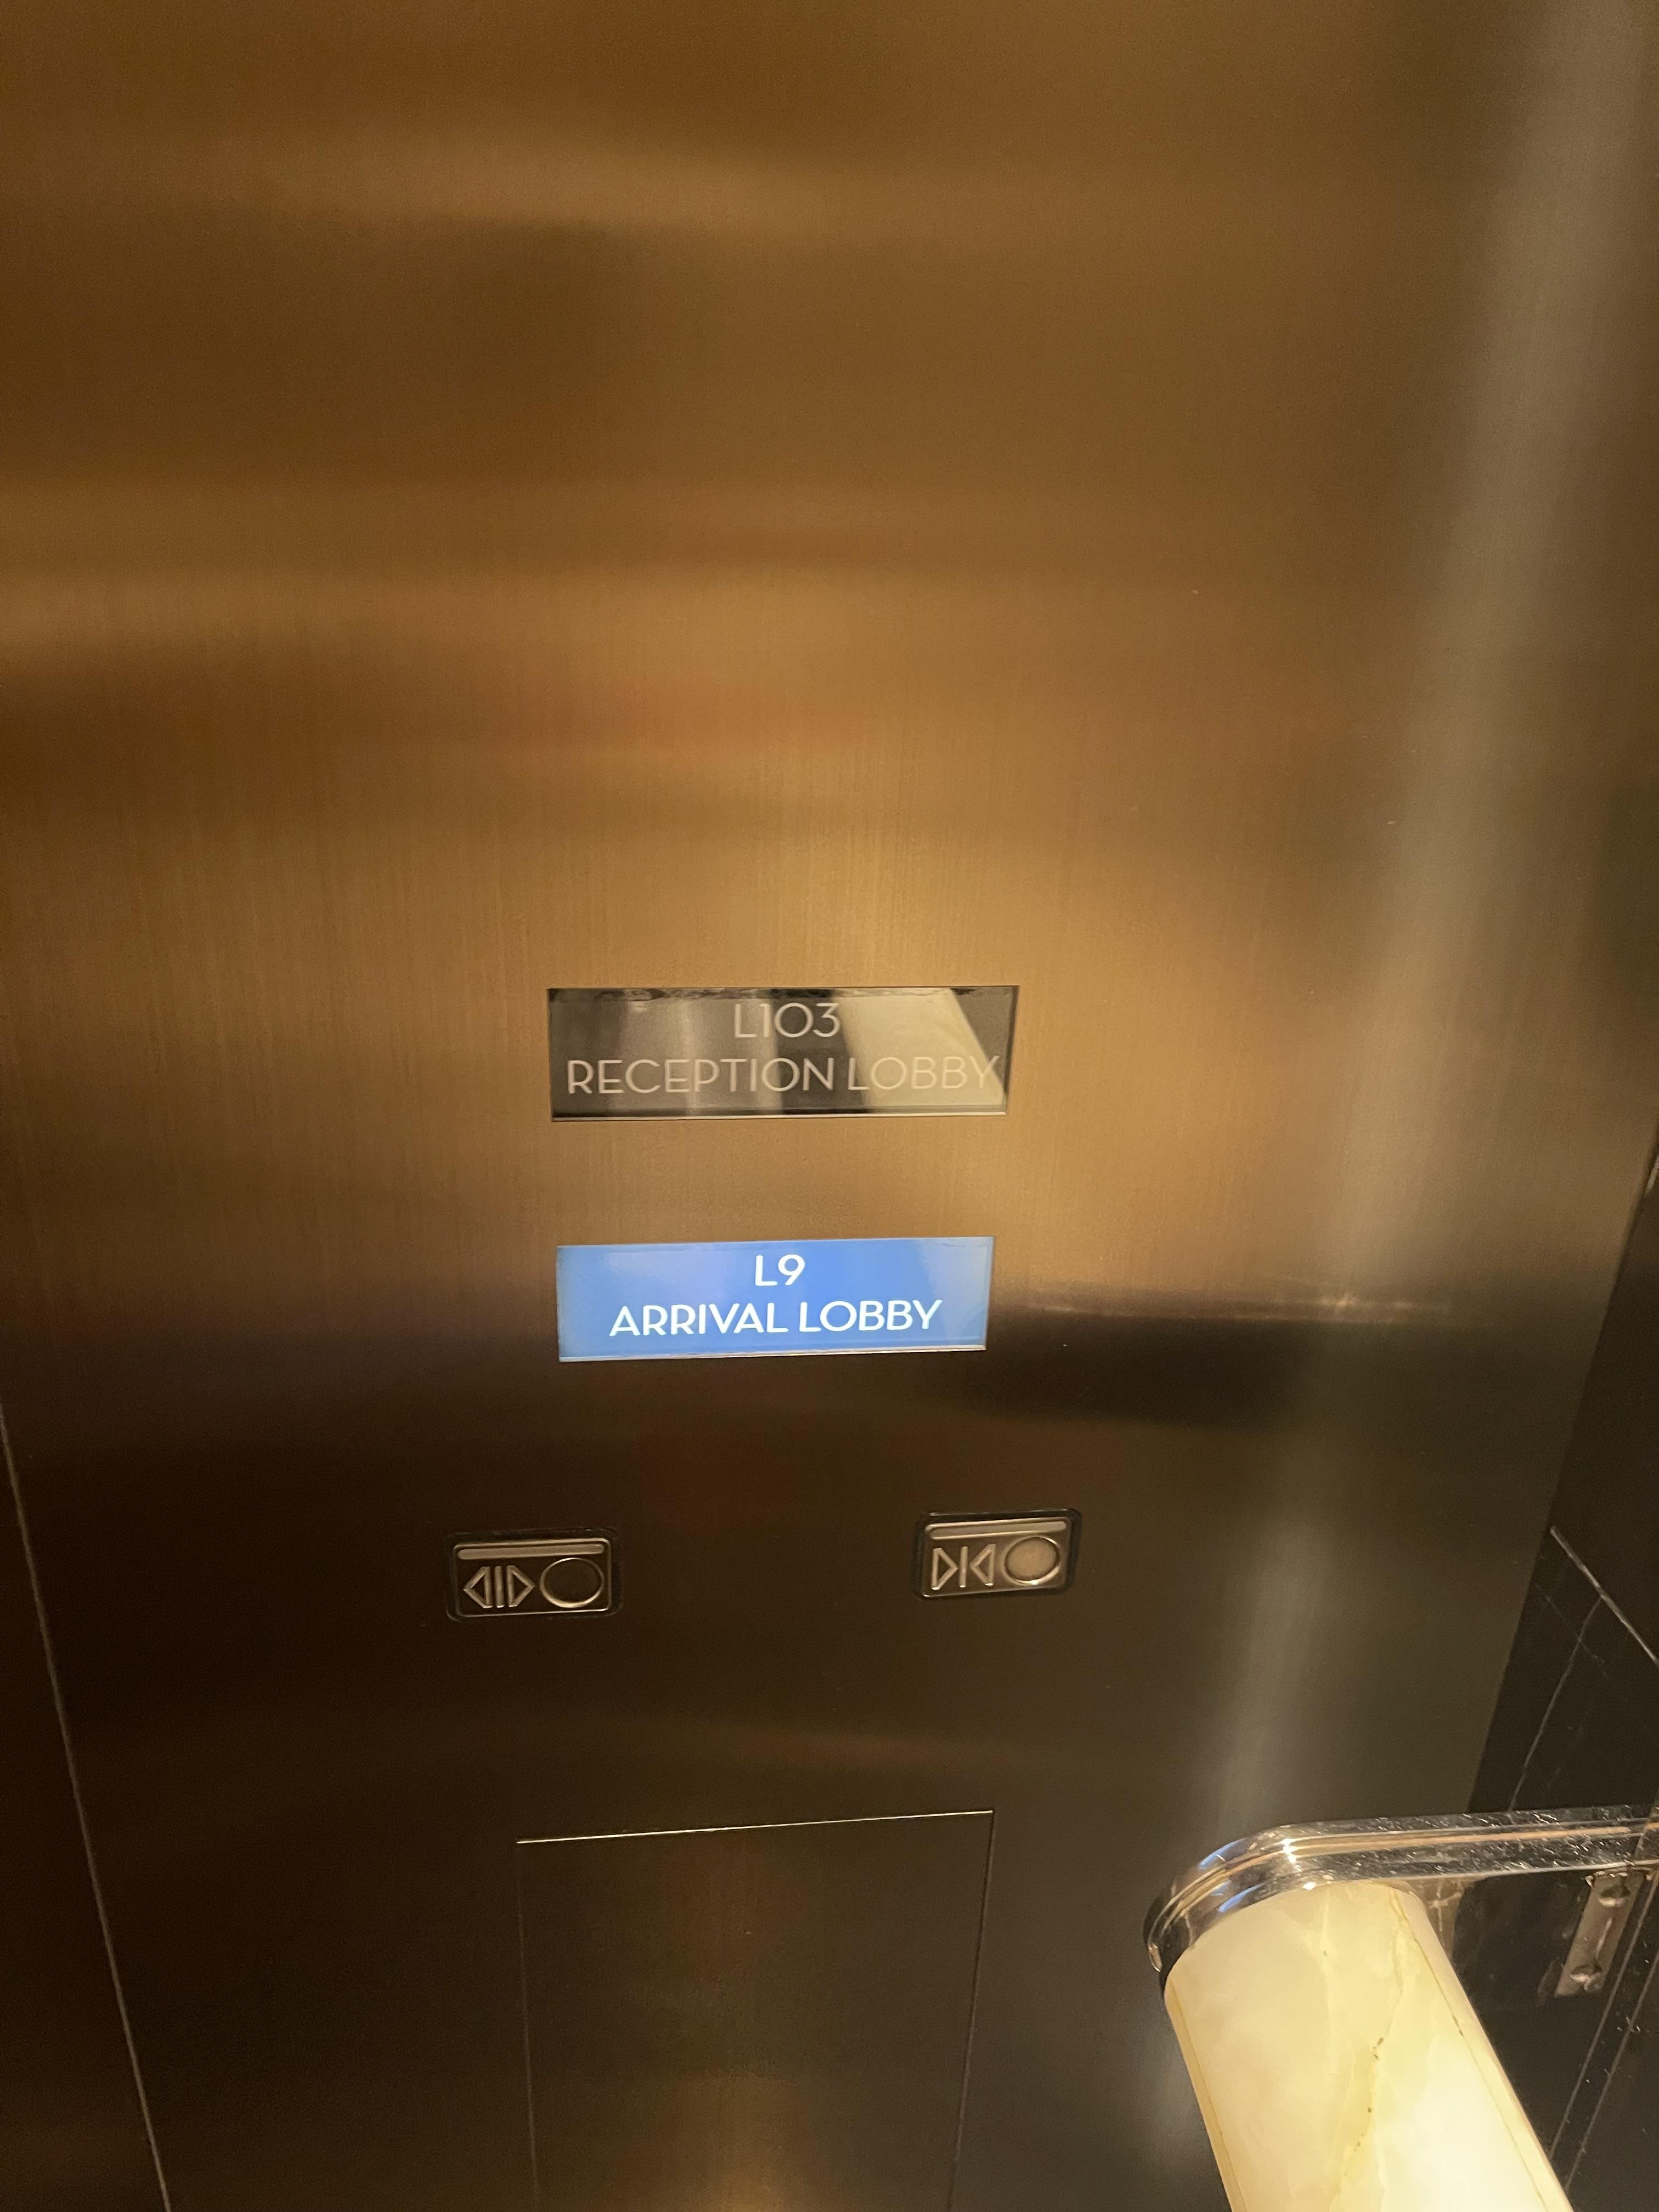 L103
RECEPTION LOBBY
L9
ARRIVAL LOBBY